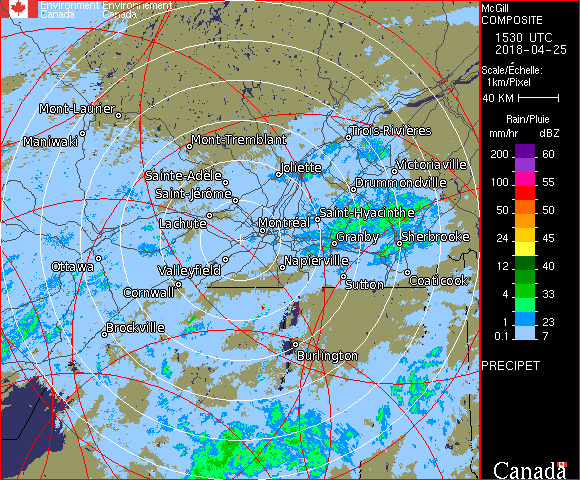 Environment Environnement
Canada Canada
McGill
COMPOSITE
1530 UTC
2018-04-25
Scale/Échelle:
1km/Pixel
40 KM
Rain/Pluie
mm/hr dBZ
200 60
100 55
50 50
24 45
12 40
4 33
1 23
0.1 7
PRECIPET
Canada
Mont-Laurier
Maniwaki
Mont-Tremblant
Trois-Rivières
Sainte-Adèle
Joliette
Victoriaville
Saint-Jérôme
Drummondville
Lachute
Montréal
Saint-Hyacinthe
Granby
Sherbrooke
Ottawa
Valleyfield
Napierville
Cornwall
Sutton
Coaticook
Brockville
Burlington